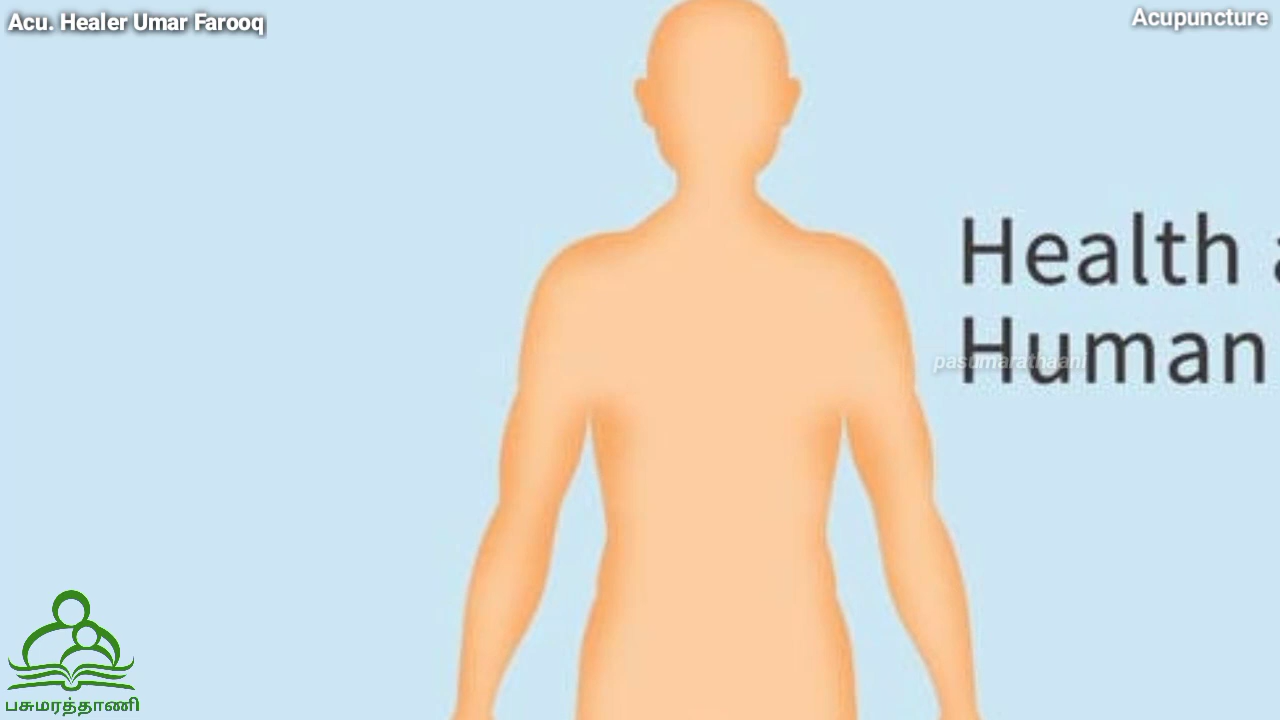 Acu. Healer Umar Farooq
Acupuncture
Health
Human
pasumarathaani
பசுமரத்தாணி